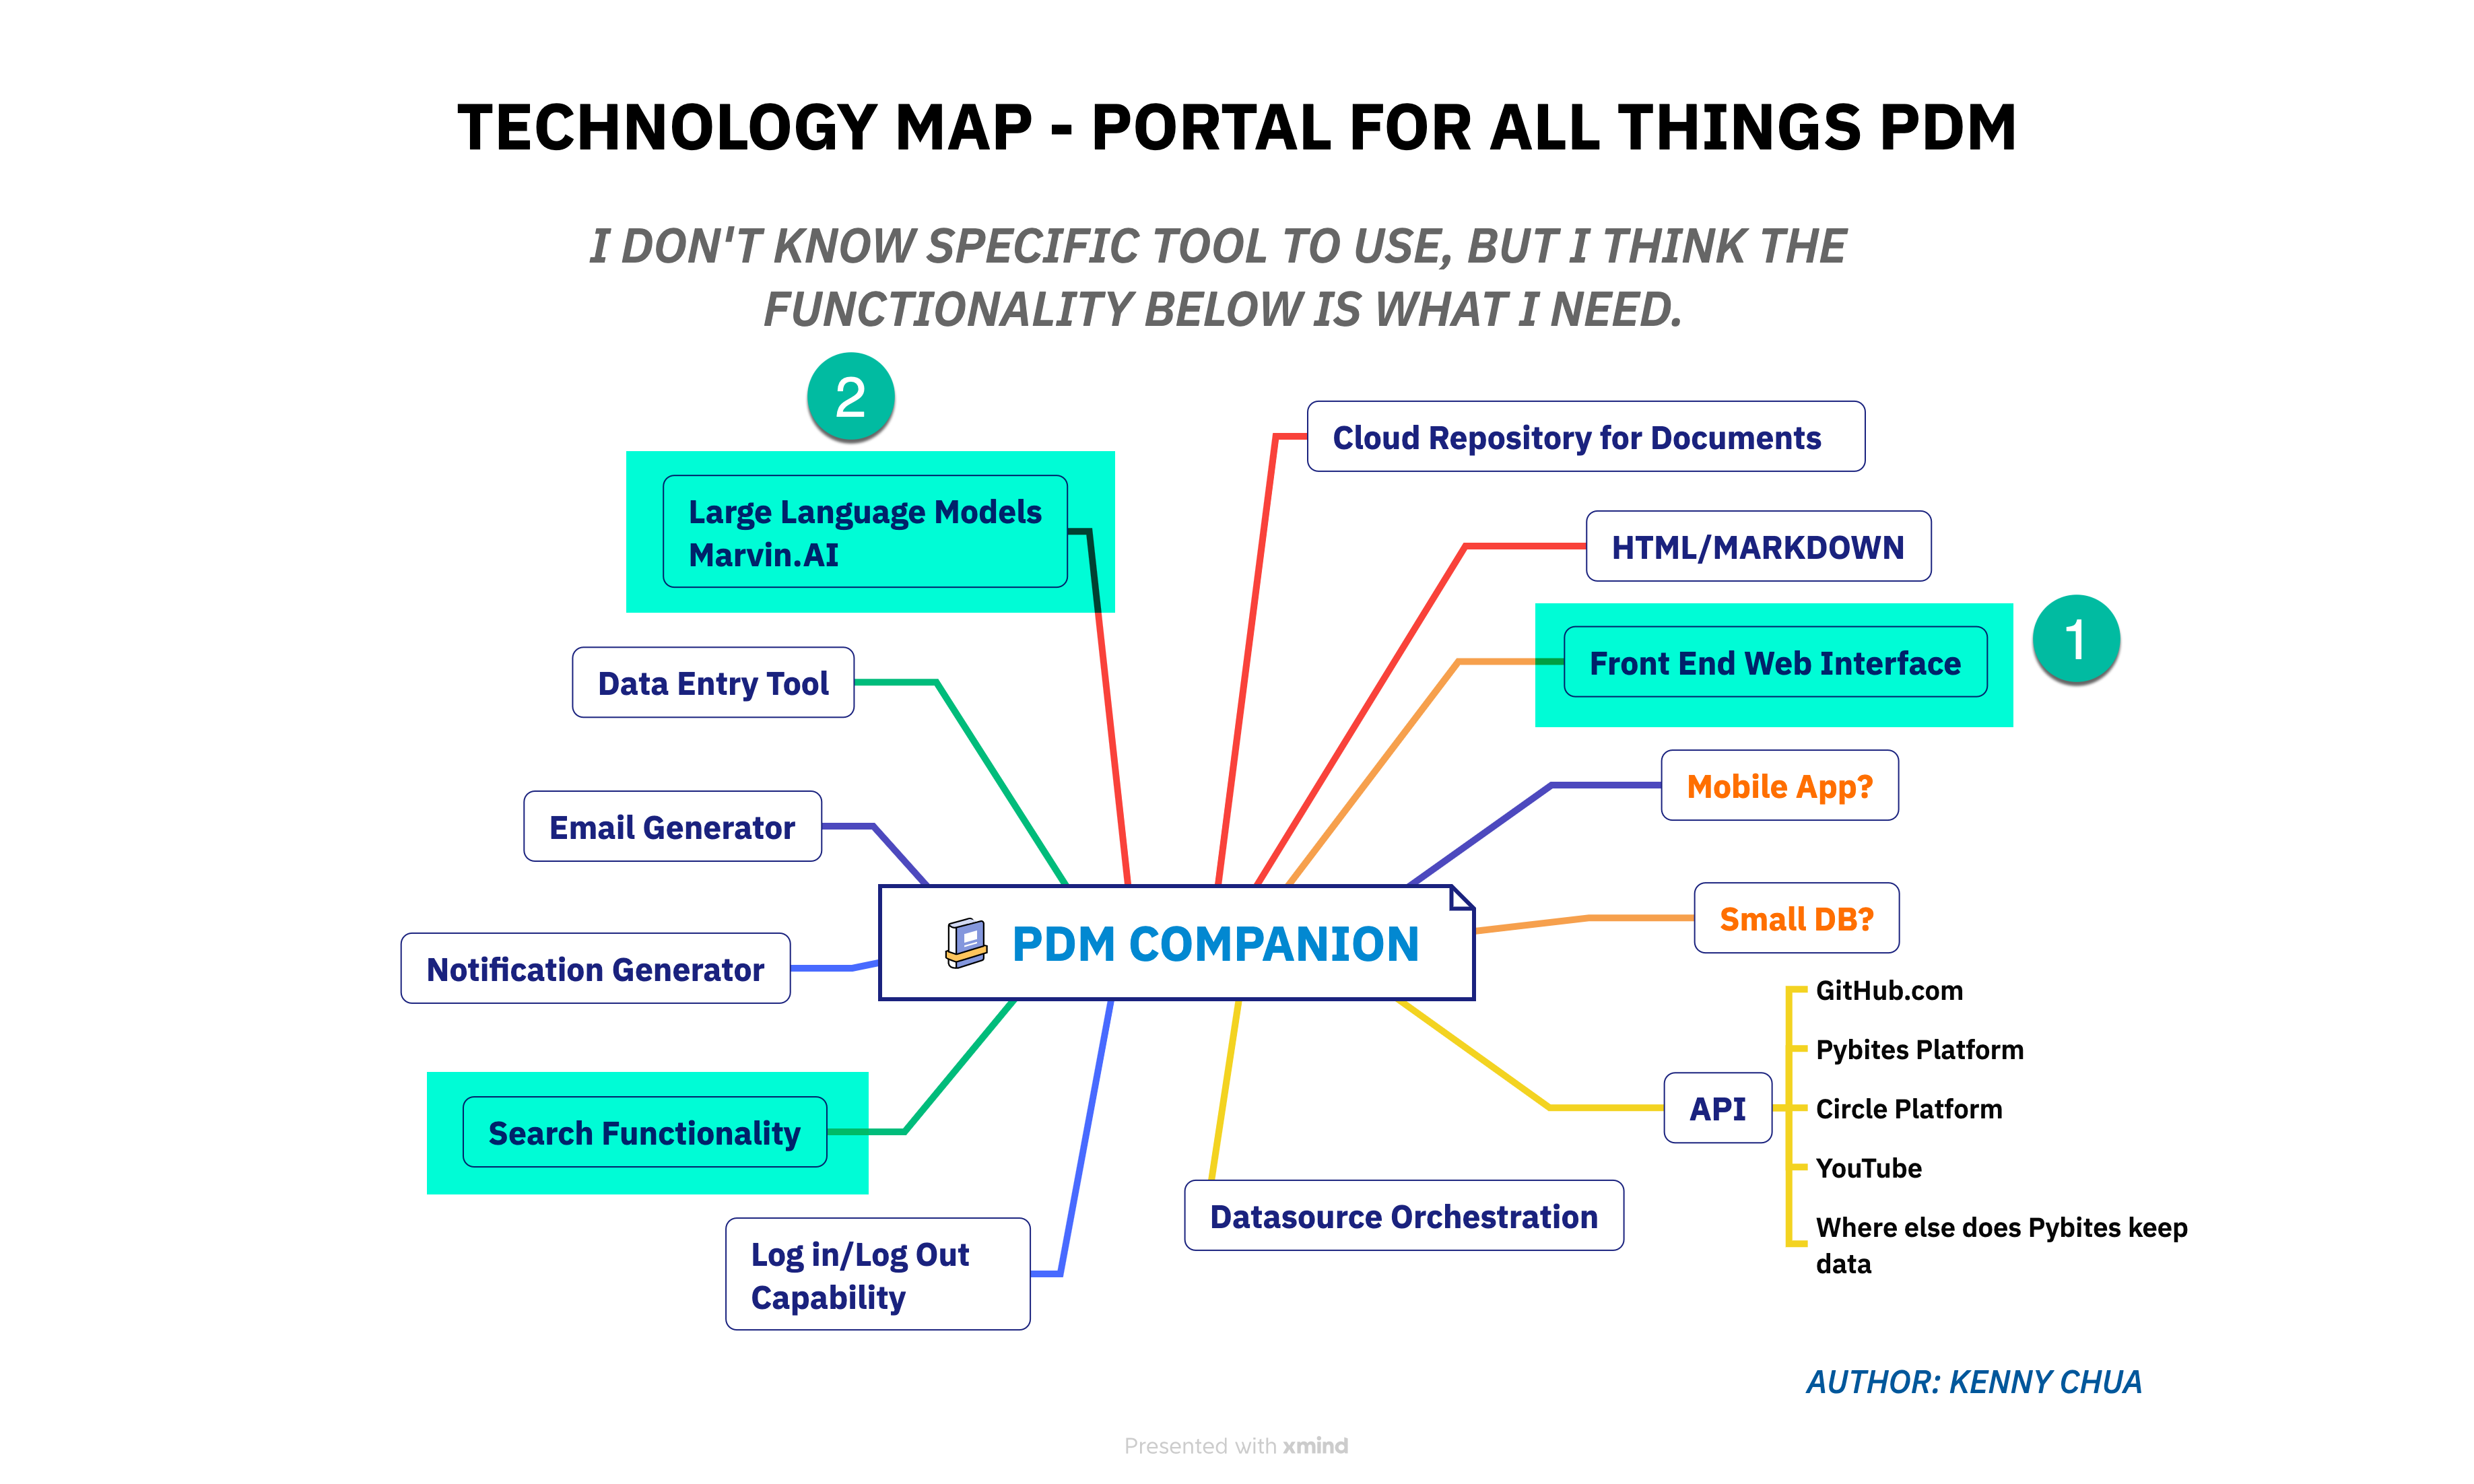 TECHNOLOGY MAP - PORTAL FOR ALL THINGS PDM
I DON'T KNOW SPECIFIC TOOL TO USE, BUT I THINK THE
FUNCTIONALITY BELOW IS WHAT I NEED.
2
Large Language Models
Marvin.AI
Data Entry Tool
Email Generator
Notification Generator
Search Functionality
Log in/Log Out
Capability
PDM COMPANION
Cloud Repository for Documents
HTML/MARKDOWN
Front End Web Interface
1
Mobile App?
Small DB?
API
GitHub.com
Pybites Platform
Circle Platform
YouTube
Where else does Pybites keep
data
Datasource Orchestration
AUTHOR: KENNY CHUA
Presented with xmind